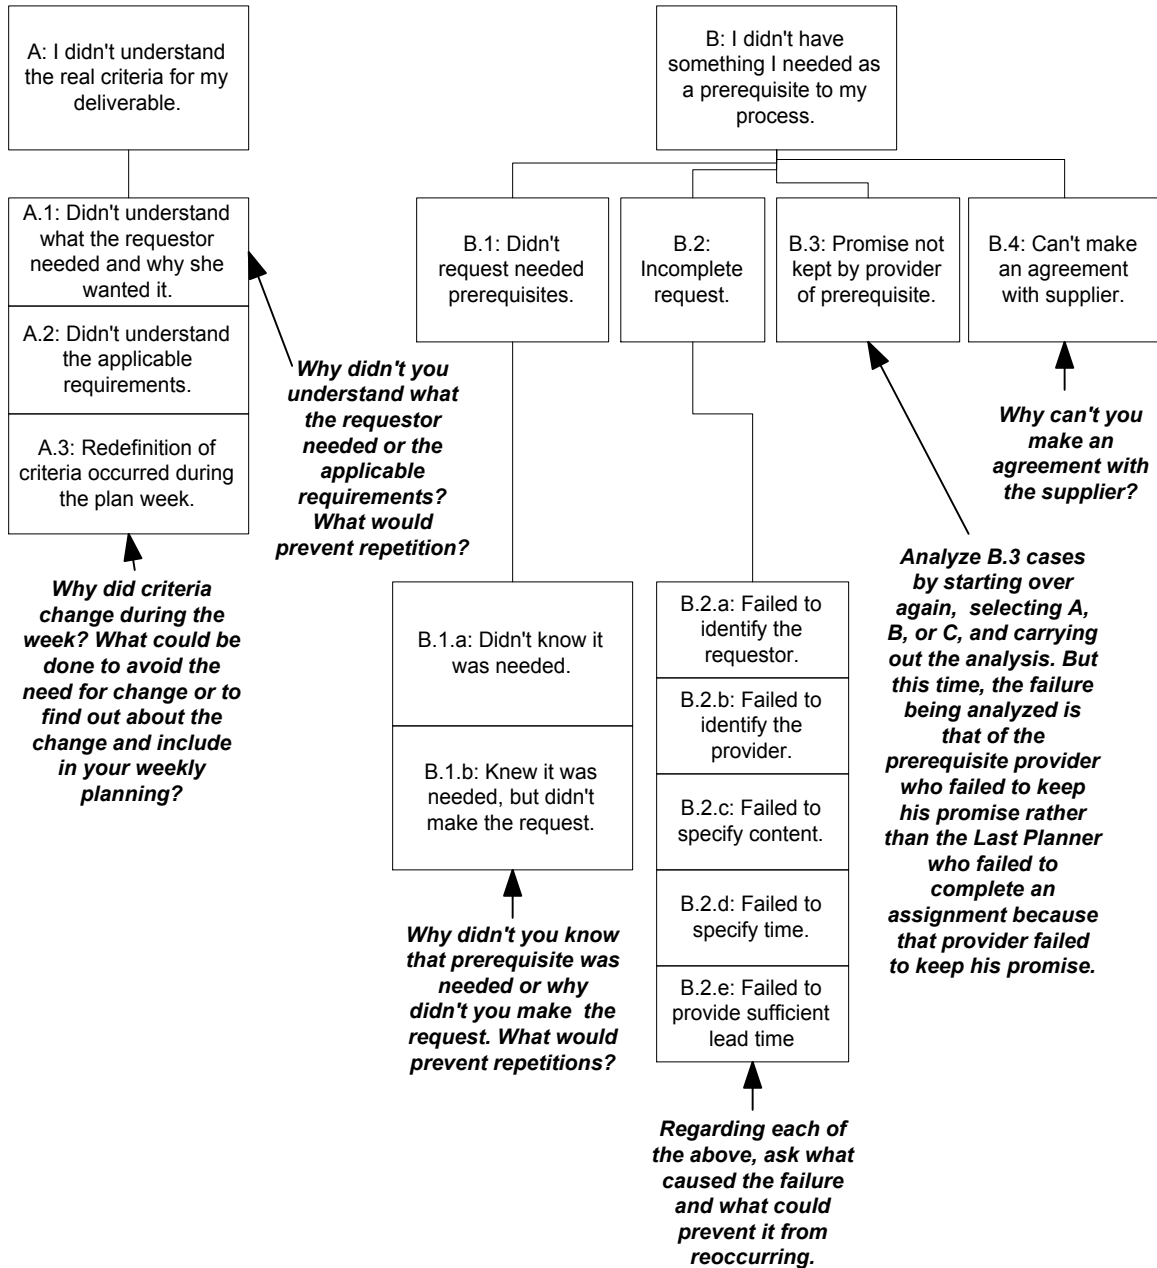 A: I didn't understand
the real criteria for my
deliverable.
B: I didn't have
something I needed as
a prerequisite to my
process.
A.1: Didn't understand
what the requestor
needed and why she
wanted it.
A.2: Didn't understand
the applicable
requirements.
A.3: Redefinition of
criteria occurred during
the plan week.
B.1: Didn't
request needed
prerequisites.
B.2:
Incomplete
request.
B.3: Promise not
kept by provider
of prerequisite.
B.4: Can't make
an agreement
with supplier.
Why didn't you
understand what
the requestor
needed or the
applicable
requirements?
What would
prevent repetition?
Why can't you
make an
agreement with
the supplier?
Why did criteria
change during the
week? What could be
done to avoid the
need for change or to
find out about the
change and include
in your weekly
planning?
B.1.a: Didn't know it
was needed.
B.1.b: Knew it was
needed, but didn't
make the request.
B.2.a: Failed to
identify the
requestor.
B.2.b: Failed to
identify the
provider.
B.2.c: Failed to
specify content.
B.2.d: Failed to
specify time.
B.2.e: Failed to
provide sufficient
lead time
Analyze B.3 cases
by starting over
again,  selecting A,
B, or C, and carrying
out the analysis. But
this time, the failure
being analyzed is
that of the
prerequisite provider
who failed to keep
his promise rather
than the Last Planner
who failed to
complete an
assignment because
that provider failed
to keep his promise.
Why didn't you know
that prerequisite was
needed or why
didn't you make  the
request. What would
prevent repetitions?
Regarding each of
the above, ask what
caused the failure
and what could
prevent it from
reoccurring.